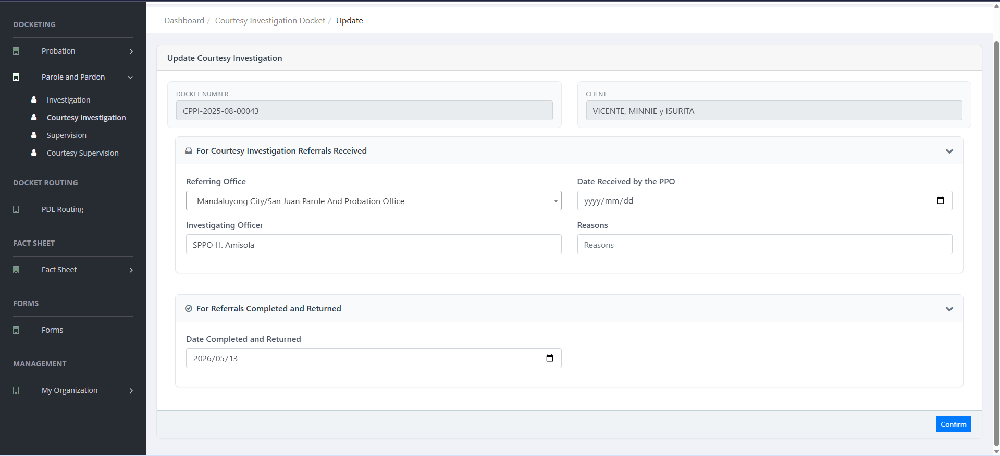 DOCKETING
Probation
Parole and Pardon
Investigation
Courtesy Investigation
Supervision
Courtesy Supervision
DOCKET ROUTING
PDL Routing
FACT SHEET
Fact Sheet
FORMS
Forms
MANAGEMENT
My Organization
Dashboard / Courtesy Investigation Docket / Update
Update Courtesy Investigation
DOCKET NUMBER
CPPI-2025-08-00043
CLIENT
VICENTE, MINNIE y ISURITA
For Courtesy Investigation Referrals Received
Referring Office
Mandaluyong City/San Juan Parole And Probation Office
Date Received by the PPO
yyyy/mm/dd
Investigating Officer
SPPO H. Amisola
Reasons
Reasons
For Referrals Completed and Returned
Date Completed and Returned
2026/05/13
Confirm